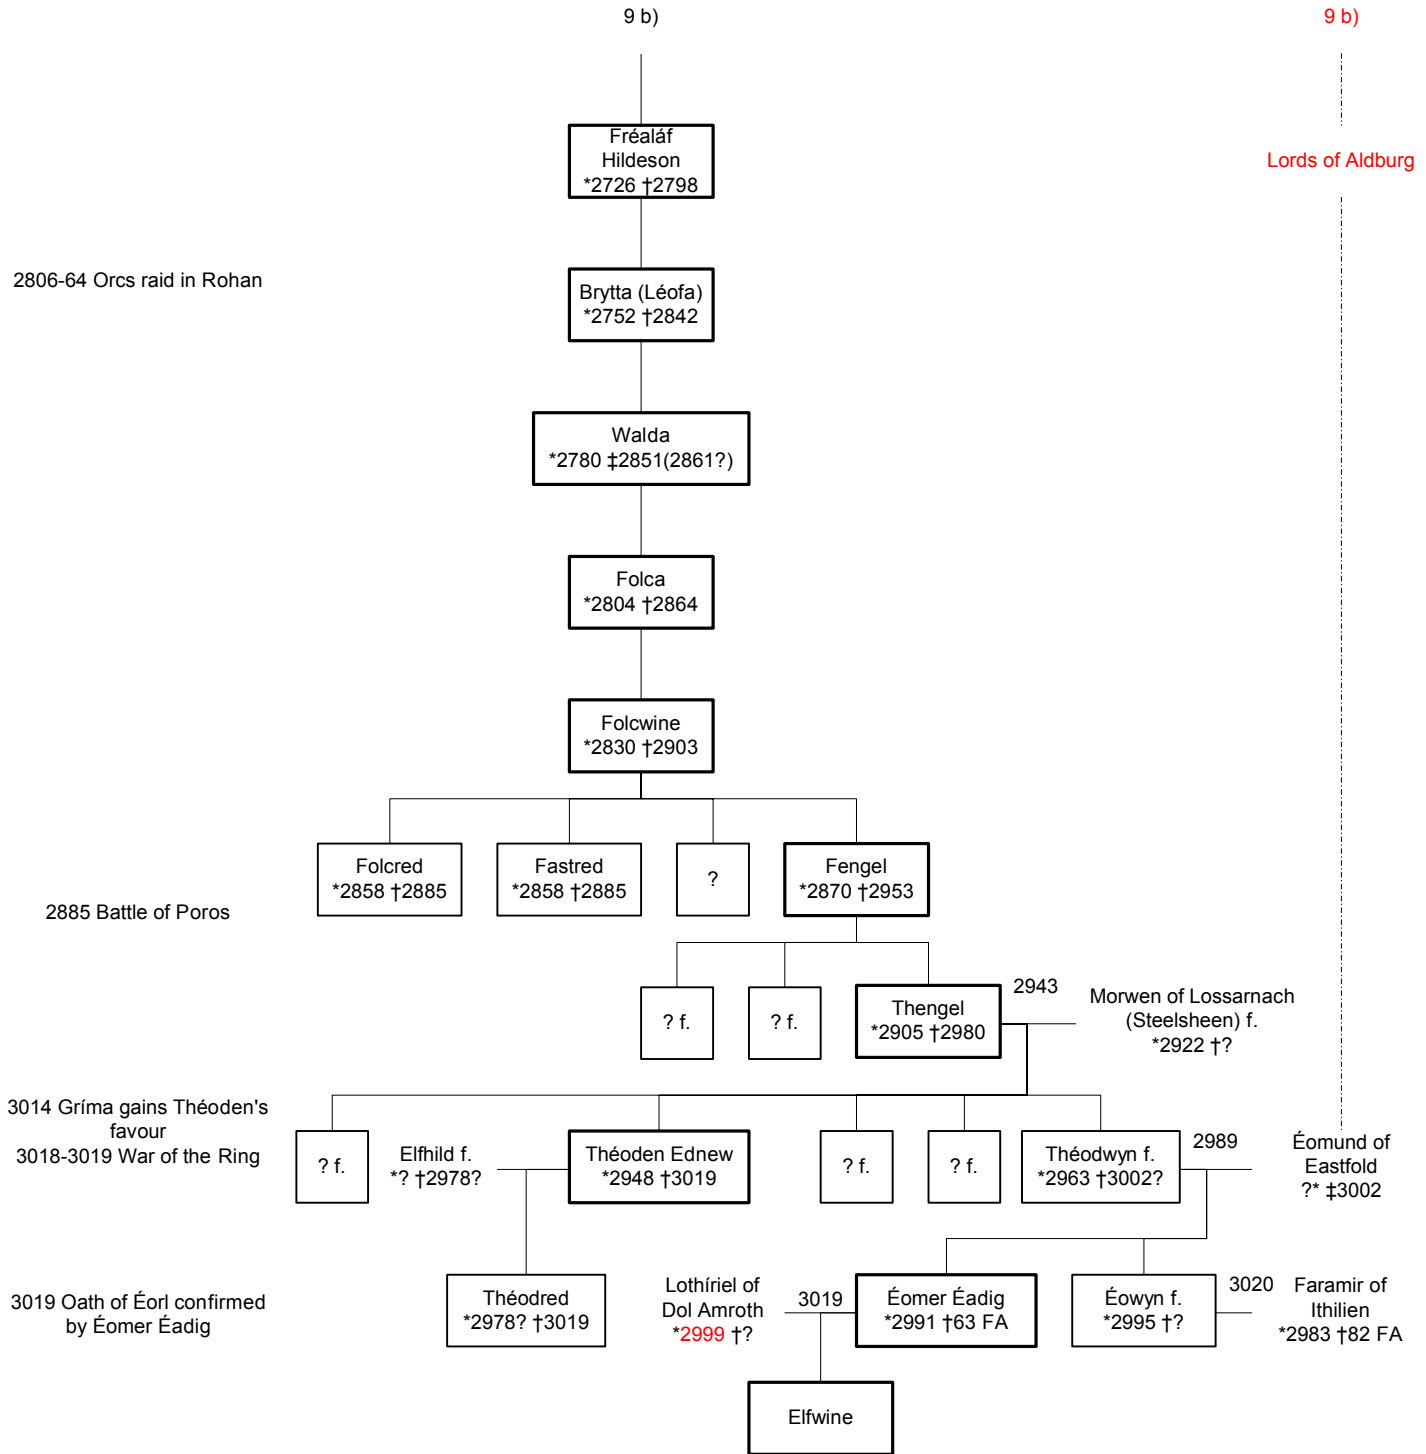 9 b)
9 b)
Fréaláf
Hildeson
*2726 †2798
Lords of Aldburg
2806-64 Orcs raid in Rohan
Brytta (Léofa)
*2752 †2842
Walda
*2780 ‡2851(2861?)
Folca
*2804 †2864
Folcwine
*2830 †2903
Folcred
*2858 †2885
Fastred
*2858 †2885
?
Fengel
*2870 †2953
2885 Battle of Poros
? f.
? f.
Thengel
*2905 †2980
2943
Morwen of Lossarnach
(Steelsheen) f.
*2922 †?
3014 Gríma gains Théoden's
favour
3018-3019 War of the Ring
? f.
Elfhild f.
*? †2978?
Théoden Ednew
*2948 †3019
? f.
? f.
Théodwyn f.
*2963 †3002?
2989
Éomund of
Eastfold
?* ‡3002
3019 Oath of Éorl confirmed
by Éomer Éadig
Théodred
*2978? †3019
Lothíriel of
Dol Amroth
*2999 †?
3019
Éomer Éadig
*2991 †63 FA
Éowyn f.
*2995 †?
3020
Faramir of
Ithilien
*2983 †82 FA
Elfwine